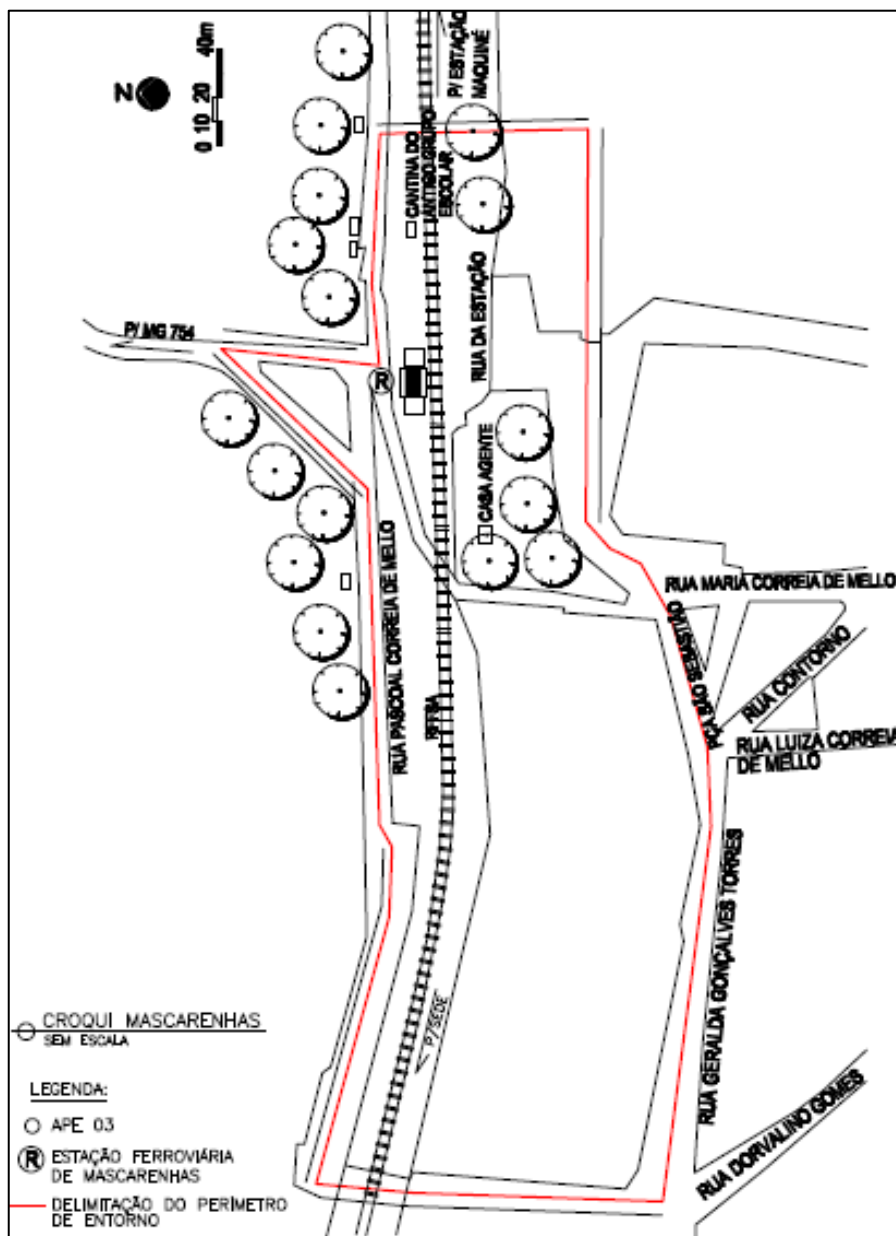 0 10 20 40m
N
P/ ESTAÇÃO
MAQUINÉ
CANTINA DO
ANTIGO GRUPO
ESCOLAR
P/ MG 754
RUA DA ESTAÇÃO
R
CASA AGENTE
RUA PASCOAL CORREIA DE MELLO
RUA MARIA CORREIA DE MELLO
PÇA SÃO SEBASTIÃO
RUA CONTORNO
RFFSA
RUA LUIZA CORREIA
DE MELLO
RUA GERALDA GONÇALVES TORRES
P/SEDE
RUA DORVALINO GOMES
CROQUI MASCARENHAS
SEM ESCALA
LEGENDA:
APE 03
R ESTAÇÃO FERROVIÁRIA
DE MASCARENHAS
DELIMITAÇÃO DO PERÍMETRO
DE ENTORNO